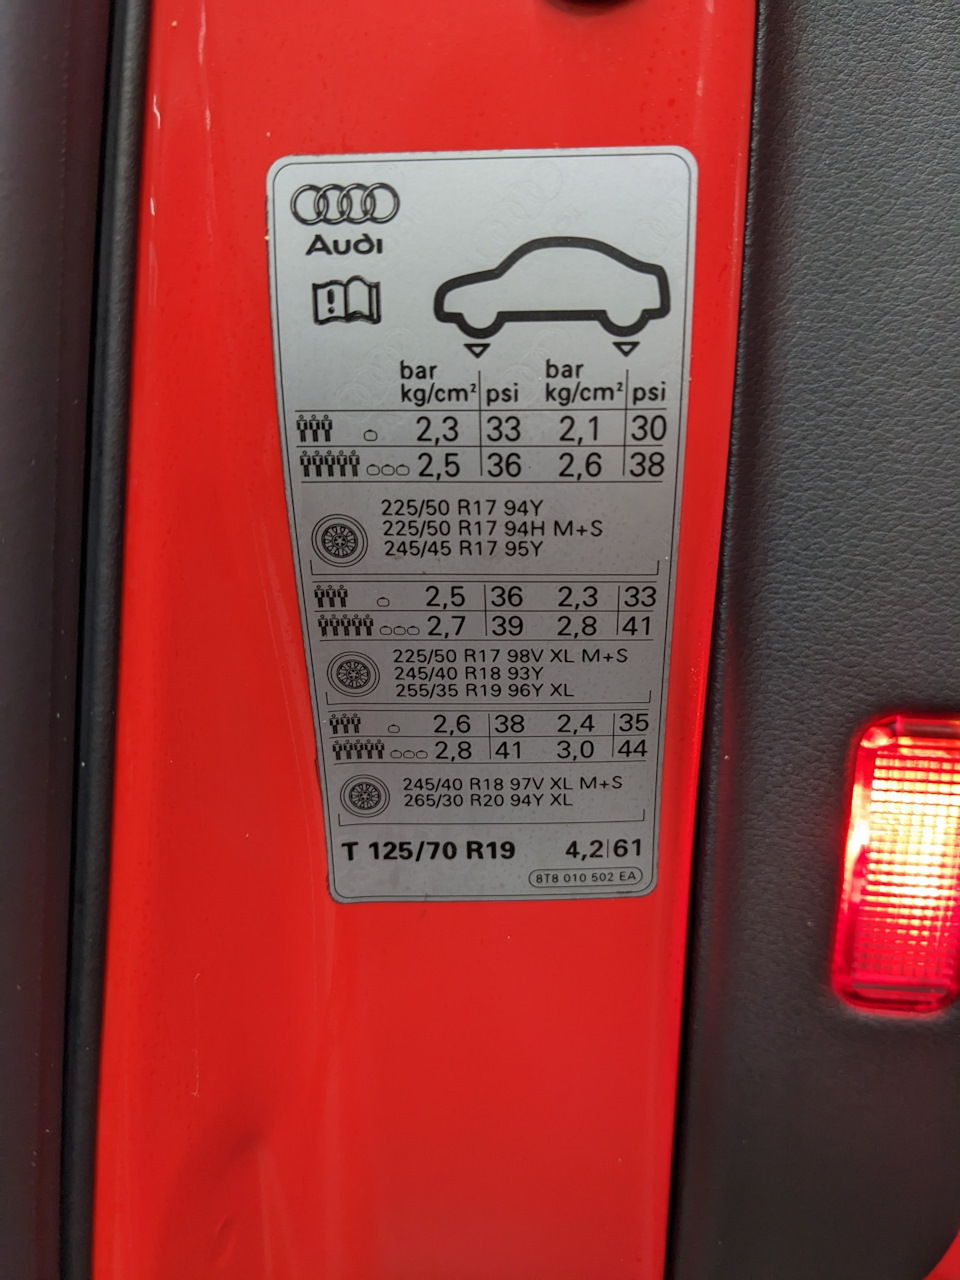 Audi
bar bar
kg/cm² psi kg/cm² psi
2,3 33 2,1 30
2,5 36 2,6 38
225/50 R17 94Y
225/50 R17 94H M+S
245/45 R17 95Y
2,5 36 2,3 33
2,7 39 2,8 41
225/50 R17 98V XL M+S
245/40 R18 93Y
255/35 R19 96Y XL
2,6 38 2,4 35
2,8 41 3,0 44
245/40 R18 97V XL M+S
265/30 R20 94Y XL
T 125/70 R19 4,2 61
8T8 010 502 EA